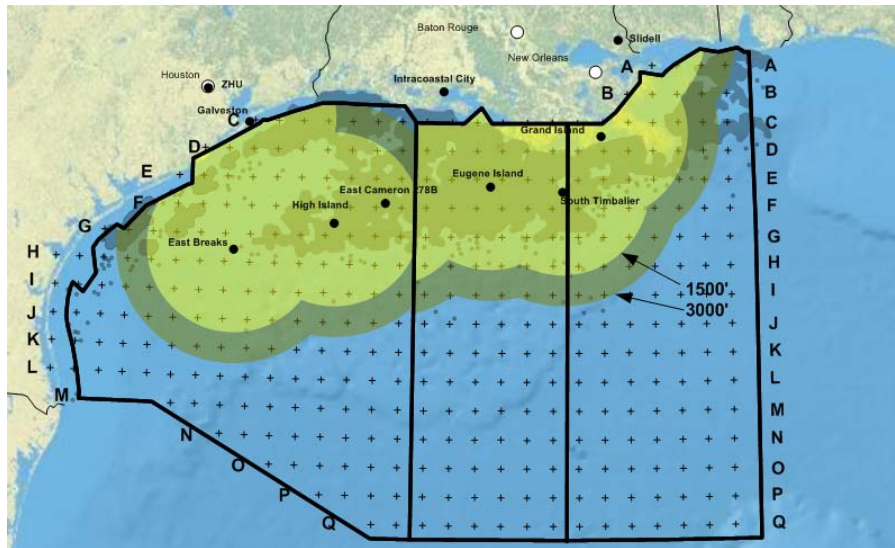 Baton Rouge
Slidell
New Orleans
A
A
Houston
ZHU
Intracoastal City
B
B
Galveston
C
C
Grand Island
D
D
E
Eugene Island
E
East Cameron 278B
F
South Timbalier
F
High Island
G
G
East Breaks
H
H
I
1500'
I
3000'
J
J
K
K
L
L
M
M
N
N
O
O
P
P
Q
Q